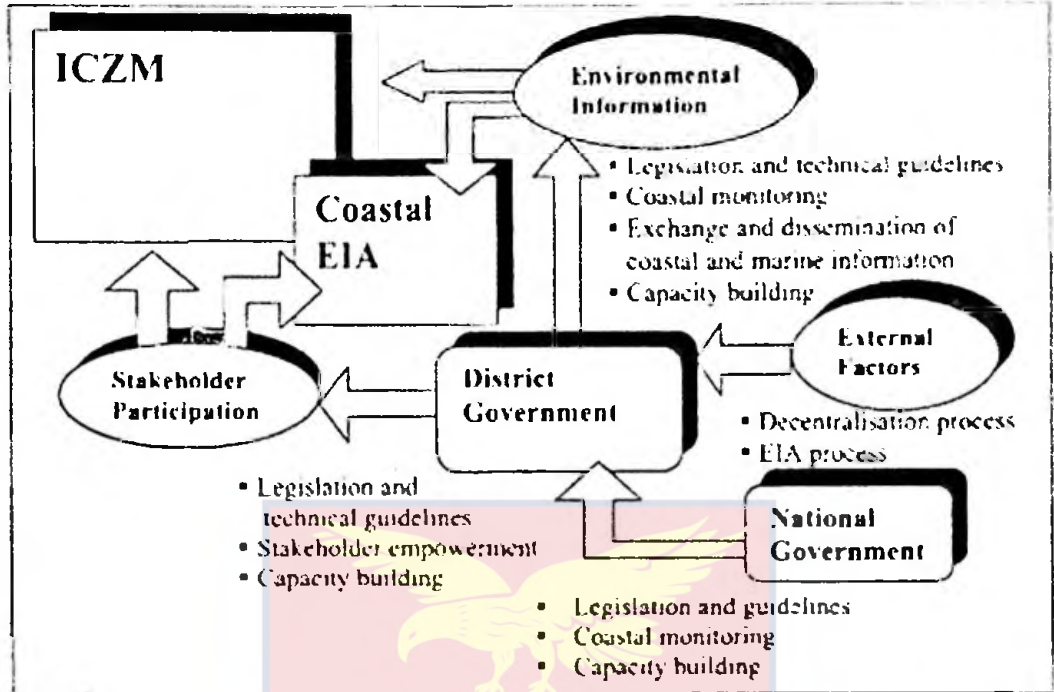 ICZM
Environmental
Information
▪ Legislation and technical guidelines
▪ Coastal monitoring
▪ Exchange and dissemination of
coastal and marine information
▪ Capacity building
Coastal
EIA
External
Factors
▪ Decentralisation process
▪ EIA process
Stakeholder
Participation
District
Government
▪ Legislation and
technical guidelines
▪ Stakeholder empowerment
▪ Capacity building
National
Government
▪ Legislation and guidelines
▪ Coastal monitoring
▪ Capacity building